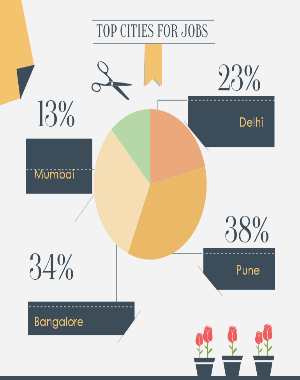 TOP CITIES FOR JOBS
23%
Delhi
13%
Mumbai
38%
Pune
34%
Bangalore